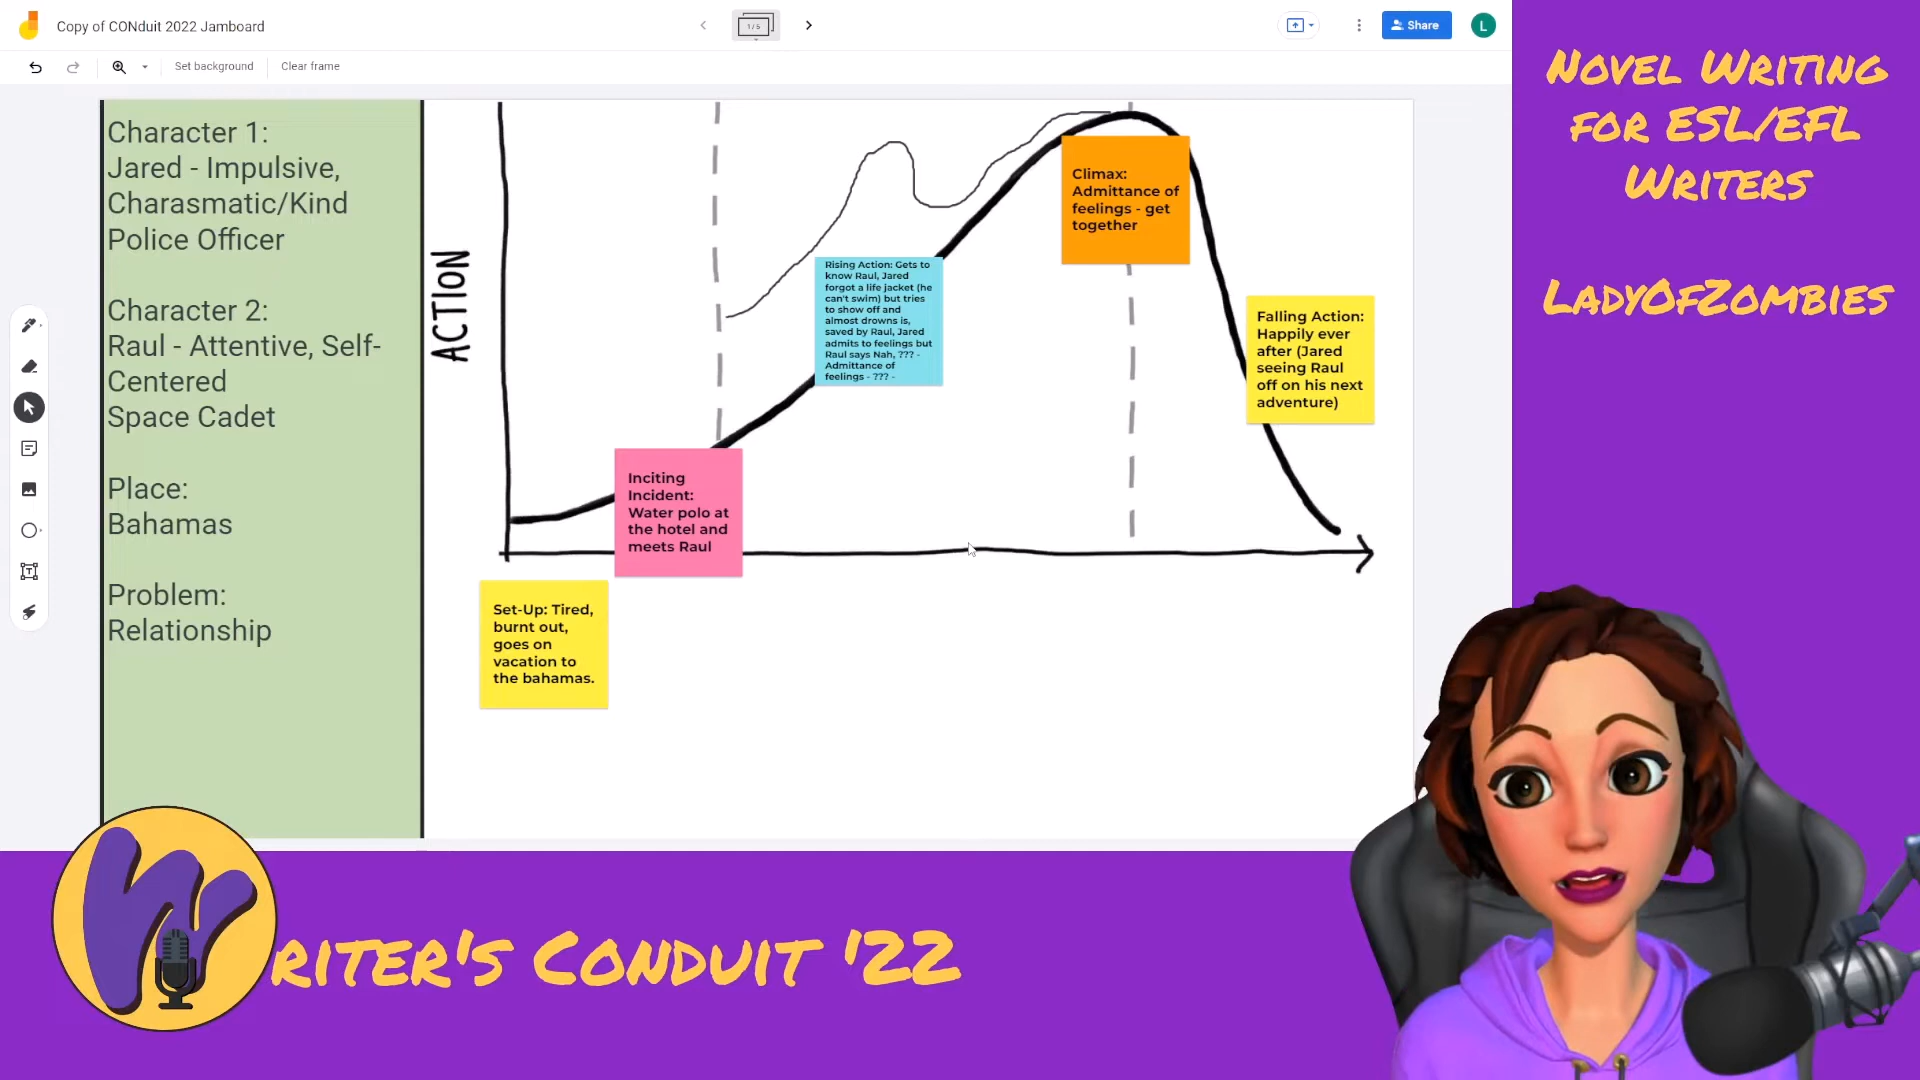 Copy of CONduit 2022 Jamboard
1/5
Share
L
Set background
Clear frame
Character 1:
Jared - Impulsive,
Charasmatic/Kind
Police Officer
Character 2:
Raul - Attentive, Self-
Centered
Space Cadet
Place:
Bahamas
Problem:
Relationship
ACTION
Set-Up: Tired,
burnt out,
goes on
vacation to
the bahamas.
Inciting
Incident:
Water polo at
the hotel and
meets Raul
Rising Action: Gets to
know Raul, Jared
forgot a life jacket (he
can't swim) but tries
to show off and
almost drowns is,
saved by Raul, Jared
admits to feelings but
Raul says Nah, ??? -
Admittance of
feelings - ??? -
Climax:
Admittance of
feelings - get
together
Falling Action:
Happily ever
after (Jared
seeing Raul
off on his next
adventure)
Novel Writing
for ESL/EFL
Writers
LadyOfZombies
Writer's Conduit '22